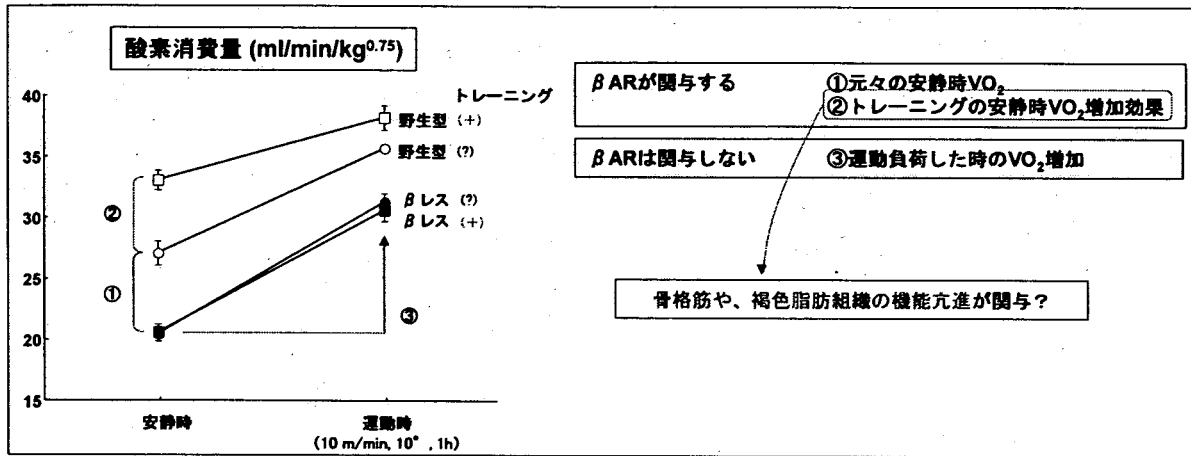 酸素消費量 (ml/min/kg0.75)
40
35
30
25
20
15
トレーニング
野生型 (+)
野生型 (?)
βレス (?)
βレス (+)
②
①
③
安静時
運動時
(10 m/min, 10°, 1h)
βARが関与する ①元々の安静時VO2
②トレーニングの安静時VO2増加効果
βARは関与しない ③運動負荷した時のVO2増加
骨格筋や、褐色脂肪組織の機能亢進が関与?